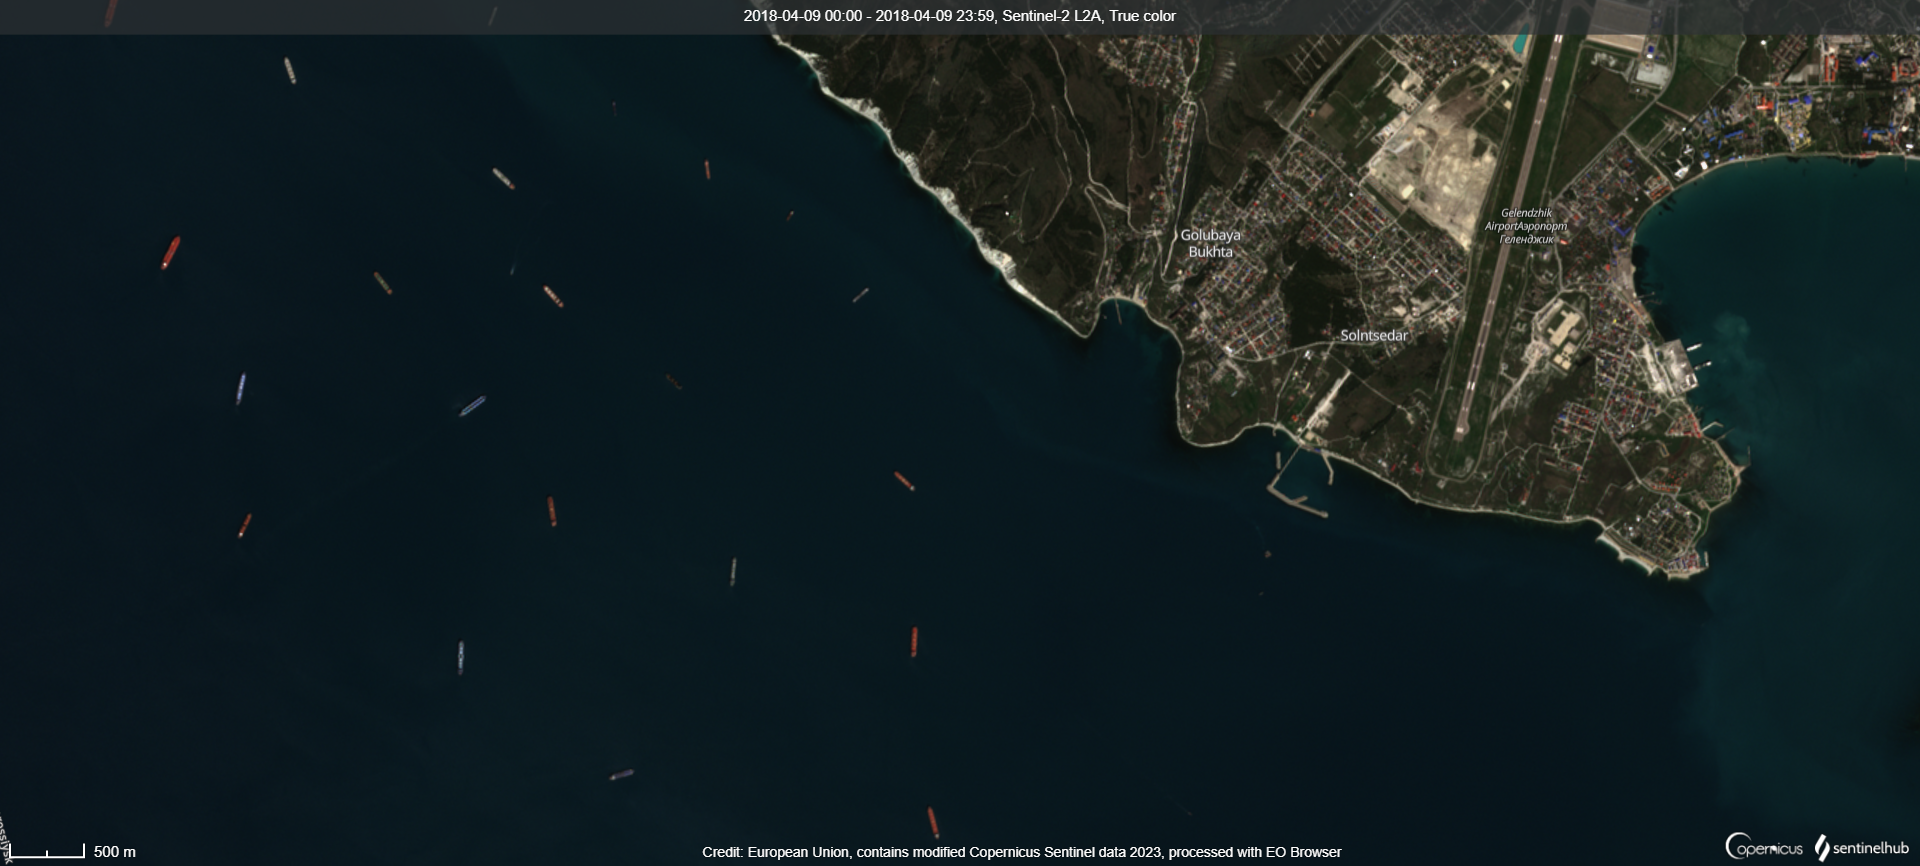 2018-04-09 00:00 - 2018-04-09 23:59, Sentinel-2 L2A, True color
Gelendzhik
AirportАэропорт
Геленджик
Golubaya
Bukhta
Solntsedar
500 m
Credit: European Union, contains modified Copernicus Sentinel data 2023, processed with EO Browser
Copernicus
sentinelhub